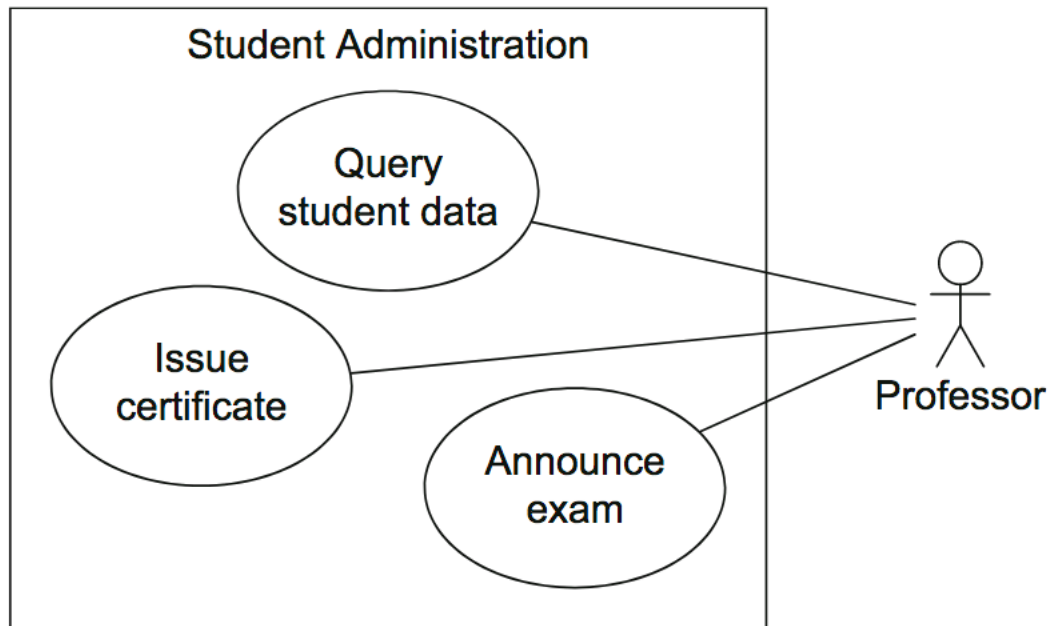 Student Administration
Query
student data
Issue
certificate
Professor
Announce
exam